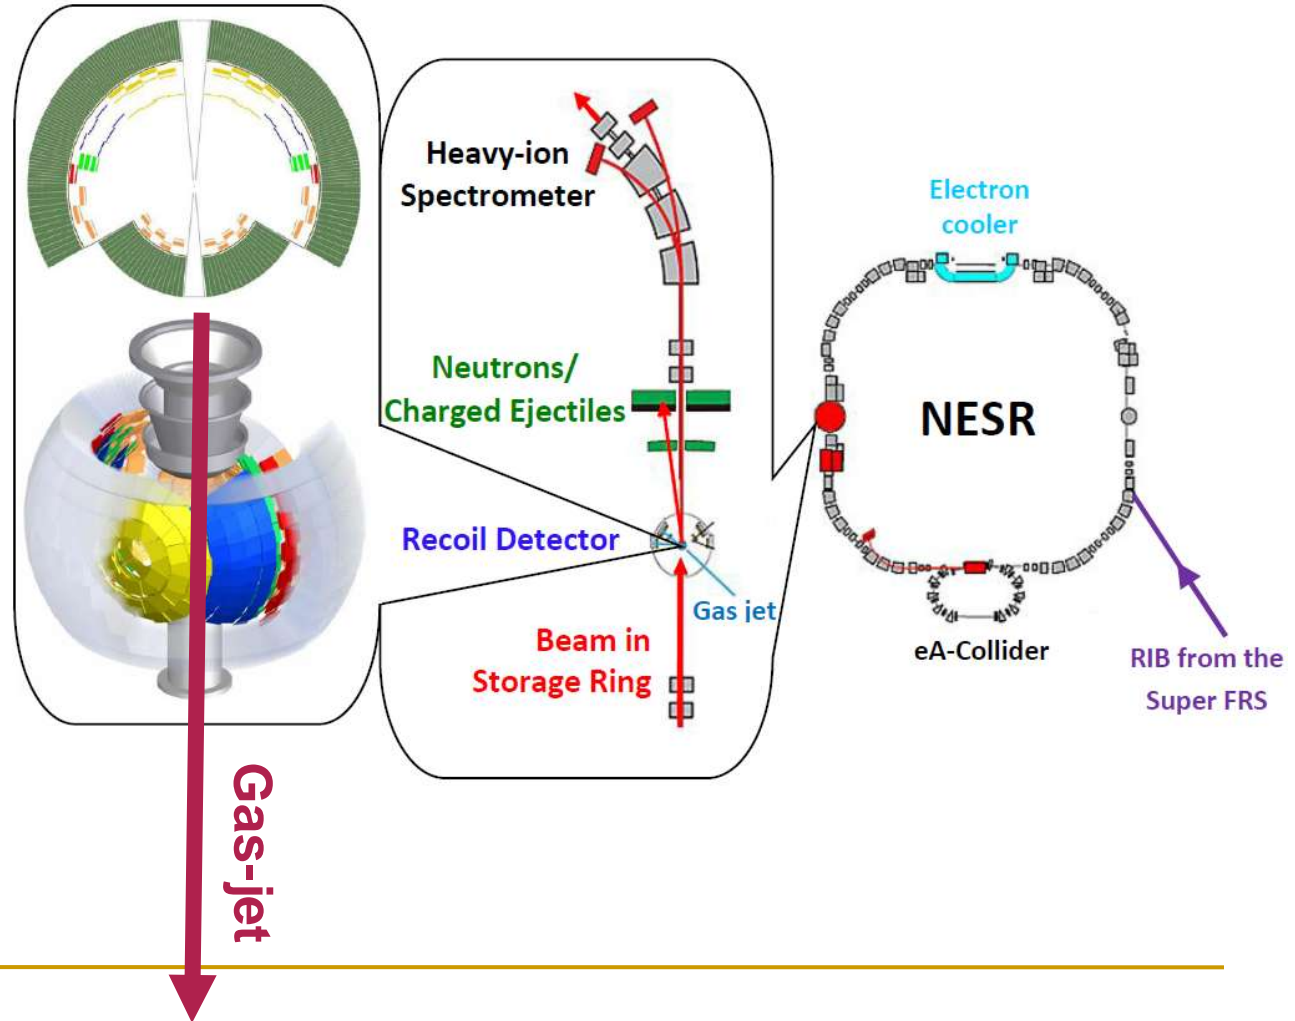 Heavy-ion
Spectrometer
Neutrons/
Charged Ejectiles
Recoil Detector
Gas jet
Beam in
Storage Ring
Electron
cooler
NESR
eA-Collider
RIB from the
Super FRS
Gas-jet